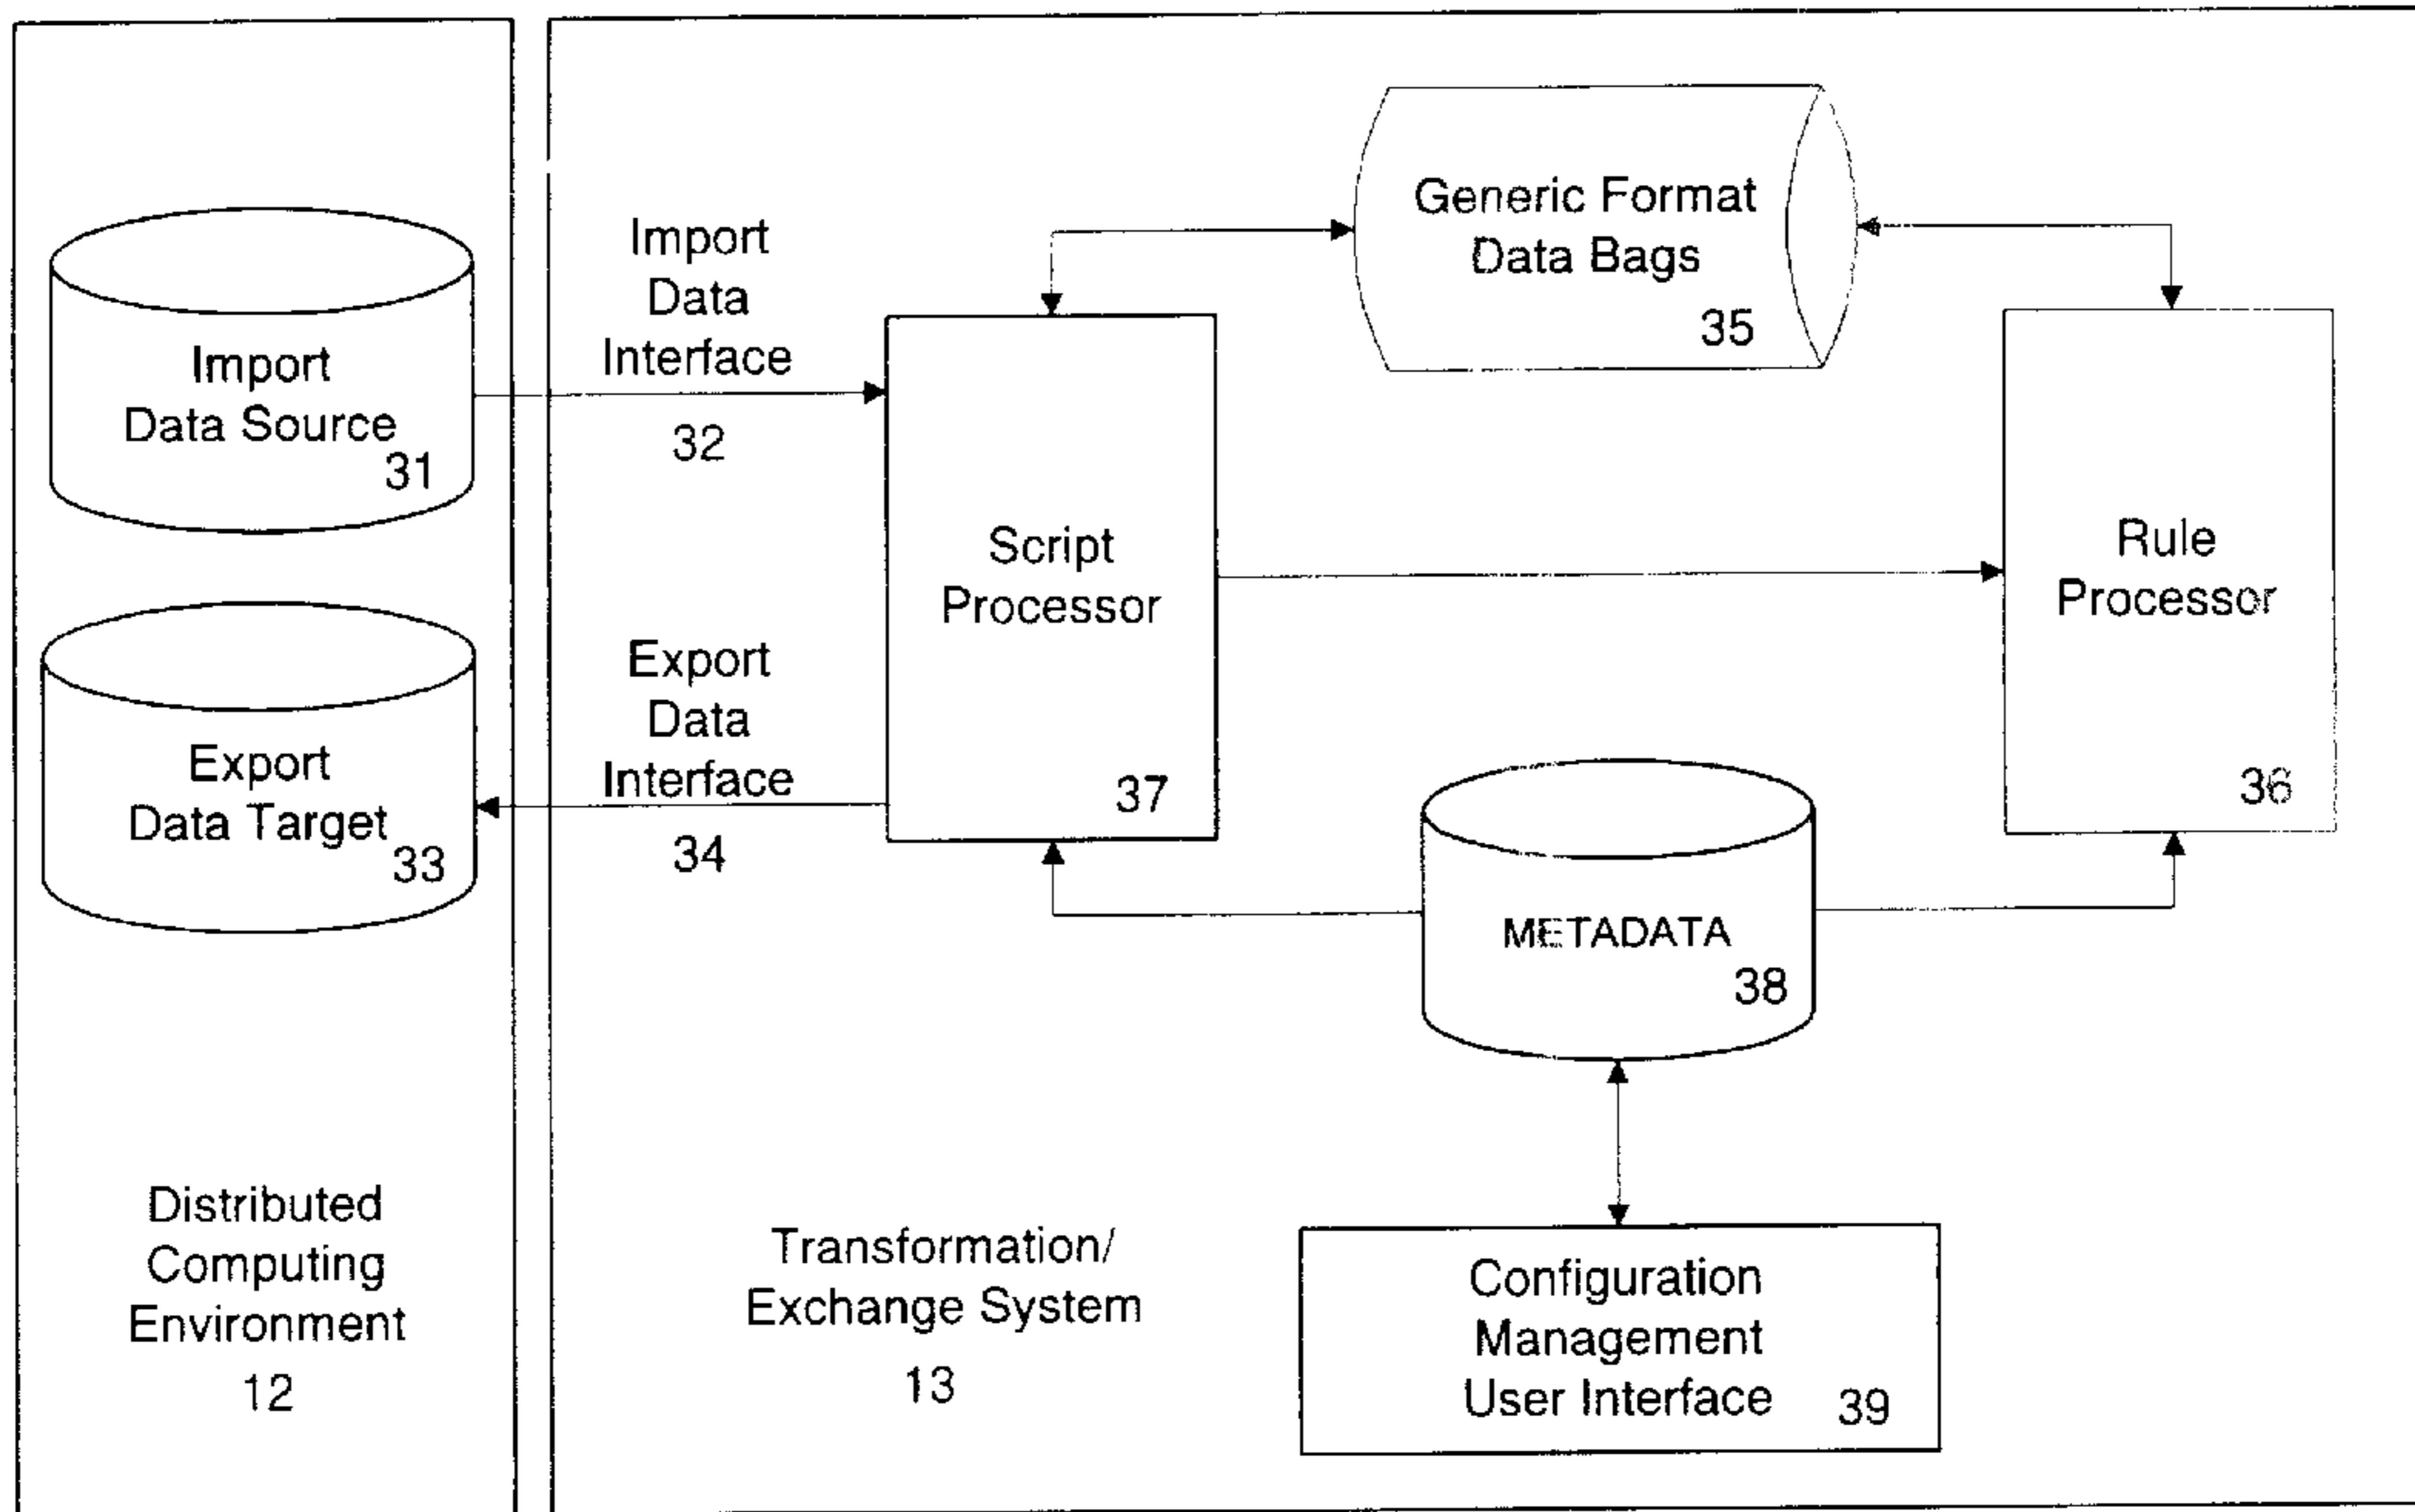 Import
Data Source
31
Export
Data Target
33
Distributed
Computing
Environment
12
Import
Data
Interface
32
Export
Data
Interface
34
Script
Processor
37
Generic Format
Data Bags
35
Rule
Processor
36
METADATA
38
Transformation/
Exchange System
13
Configuration
Management
User Interface 39